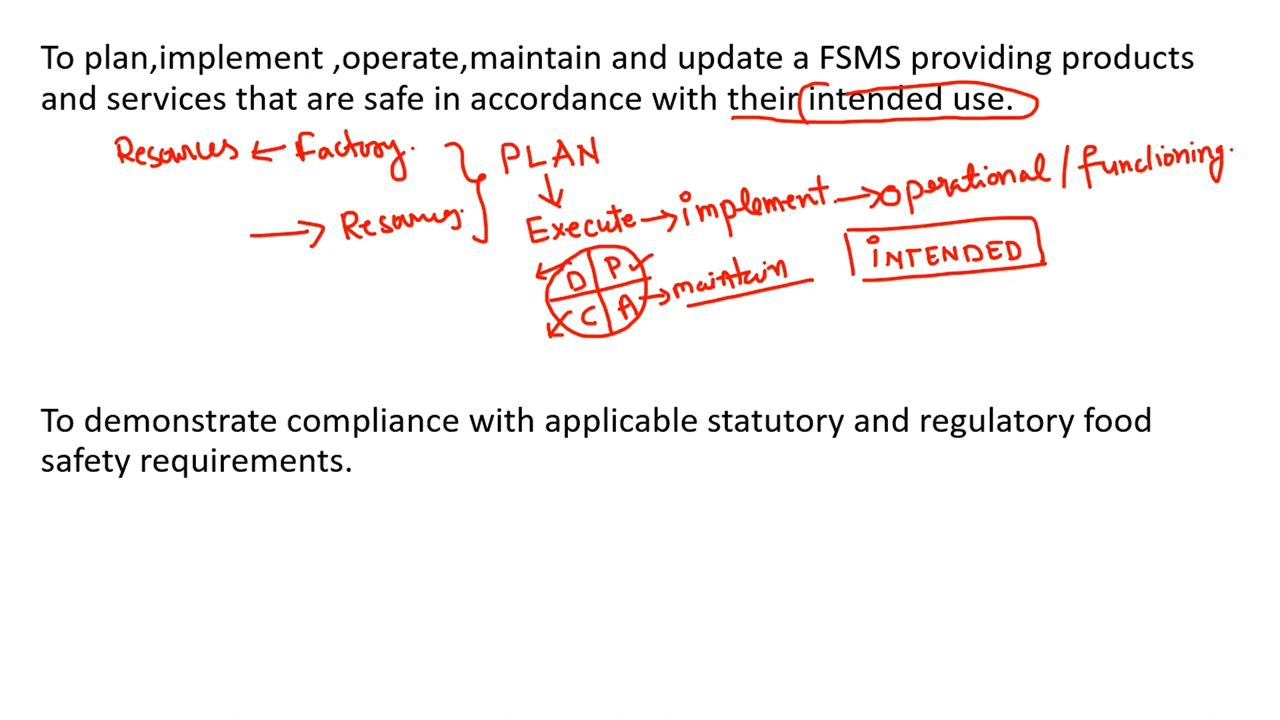 To plan,implement ,operate,maintain and update a FSMS providing products
and services that are safe in accordance with their intended use.
Resources ← Factory. } PLAN
→ Resources. Execute → implement → operational / functioning.
D P → maintain INTENDED
C A
To demonstrate compliance with applicable statutory and regulatory food
safety requirements.